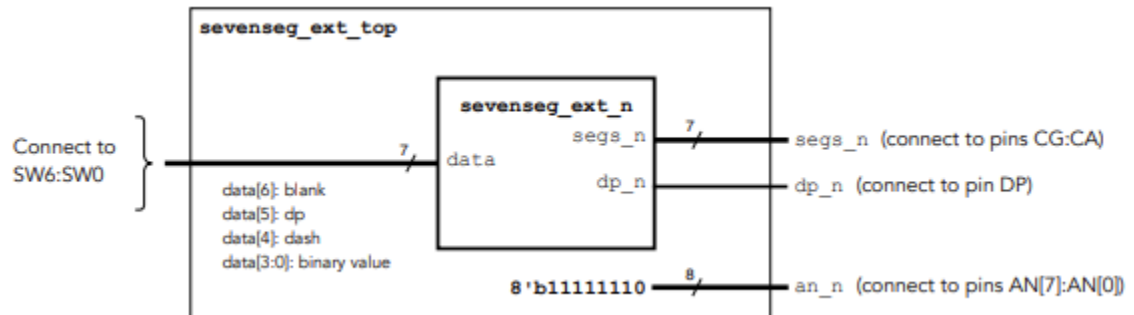 sevenseg_ext_top
sevenseg_ext_n
segs_n
7
segs_n (connect to pins CG:CA)
Connect to
SW6:SW0
7
data
dp_n
dp_n (connect to pin DP)
data[6]: blank
data[5]: dp
data[4]: dash
data[3:0]: binary value
8'b11111110
8
an_n (connect to pins AN[7]:AN[0])